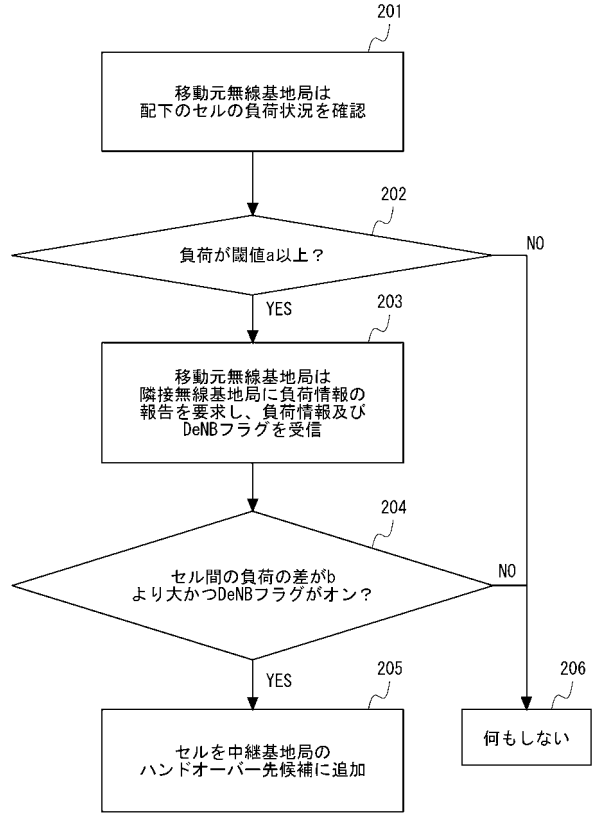 201
移動元無線基地局は
配下のセルの負荷状況を確認
202
負荷が閾値a以上？
NO
YES
203
移動元無線基地局は
隣接無線基地局に負荷情報の
報告を要求し、負荷情報及び
DeNBフラグを受信
204
セル間の負荷の差がb
より大かつDeNBフラグがオン？
NO
YES
205
セルを中継基地局の
ハンドオーバー先候補に追加
206
何もしない